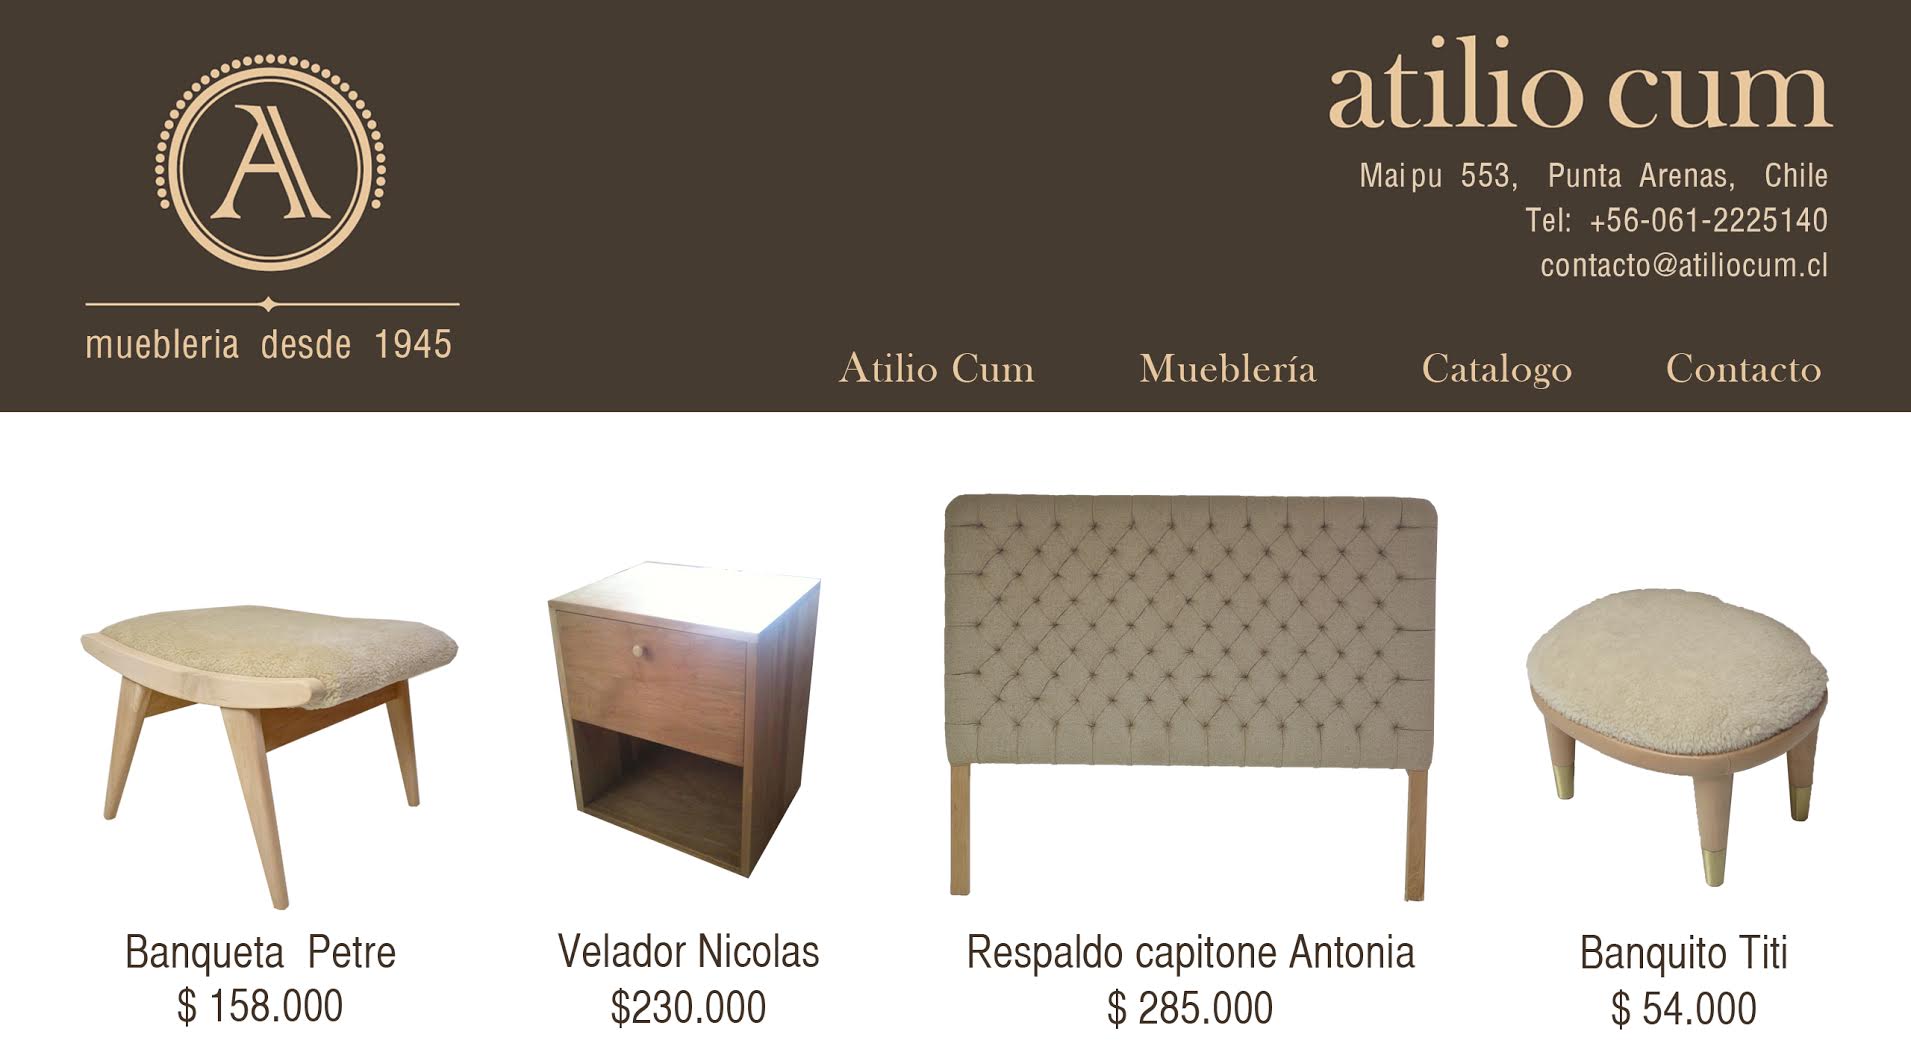 A
muebleria desde 1945
atilio cum
Maipu 553, Punta Arenas, Chile
Tel: +56-061-2225140
contacto@atiliocum.cl
Atilio Cum Mueblería Catalogo Contacto
Banqueta Petre
$ 158.000
Velador Nicolas
$230.000
Respaldo capitone Antonia
$ 285.000
Banquito Titi
$ 54.000